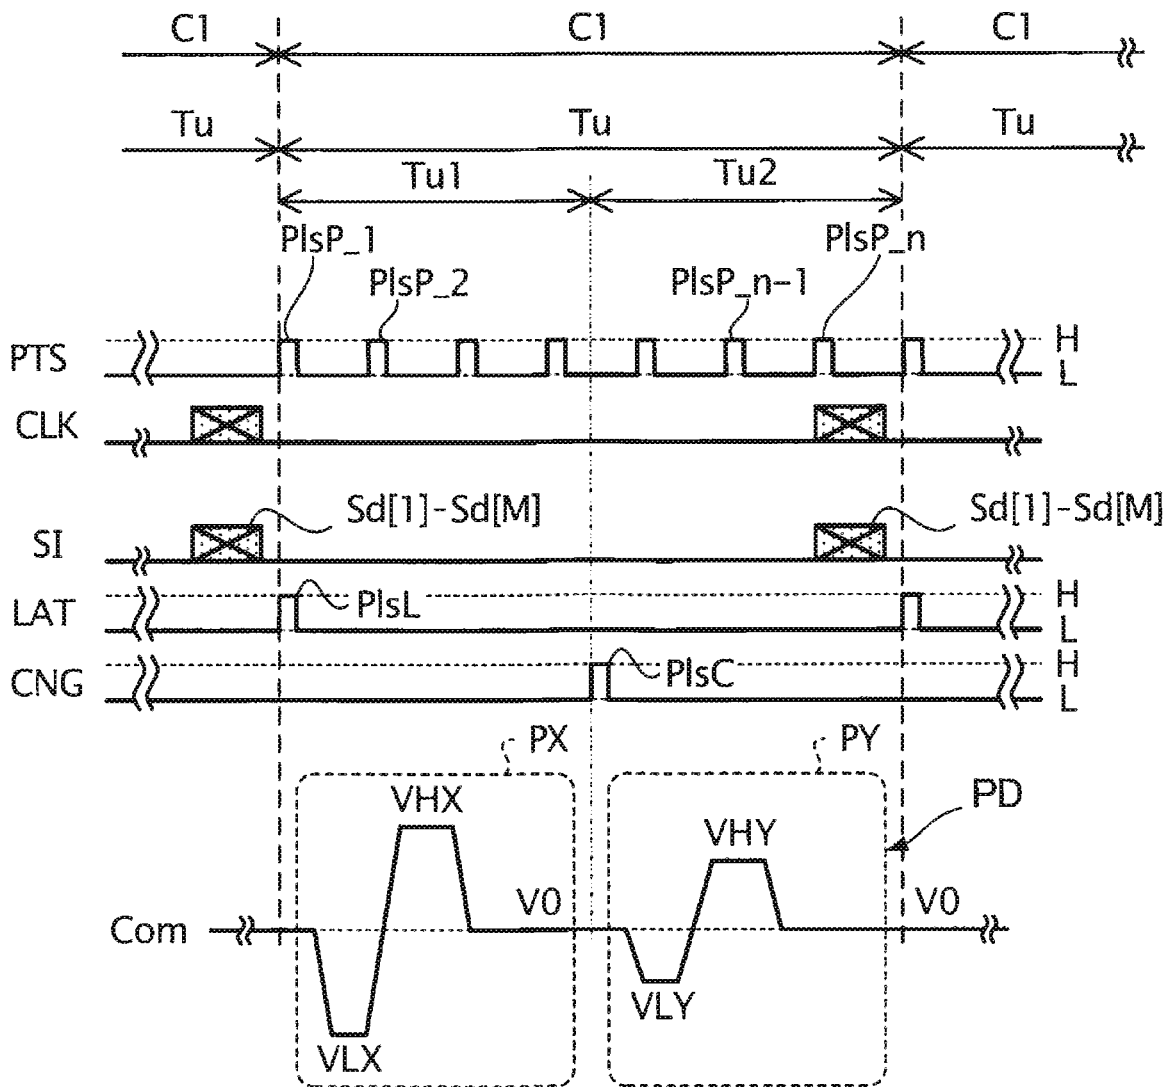 C1 C1 C1
Tu Tu Tu
Tu1 Tu2
PlsP_1 PlsP_n
PlsP_2 PlsP_n-1
PTS H
L
CLK
Sd[1]-Sd[M] Sd[1]-Sd[M]
SI
LAT PlsL H
L
CNG PlsC H
L
PX PY
PD
VHX VHY
V0 V0
Com
VLY
VLX